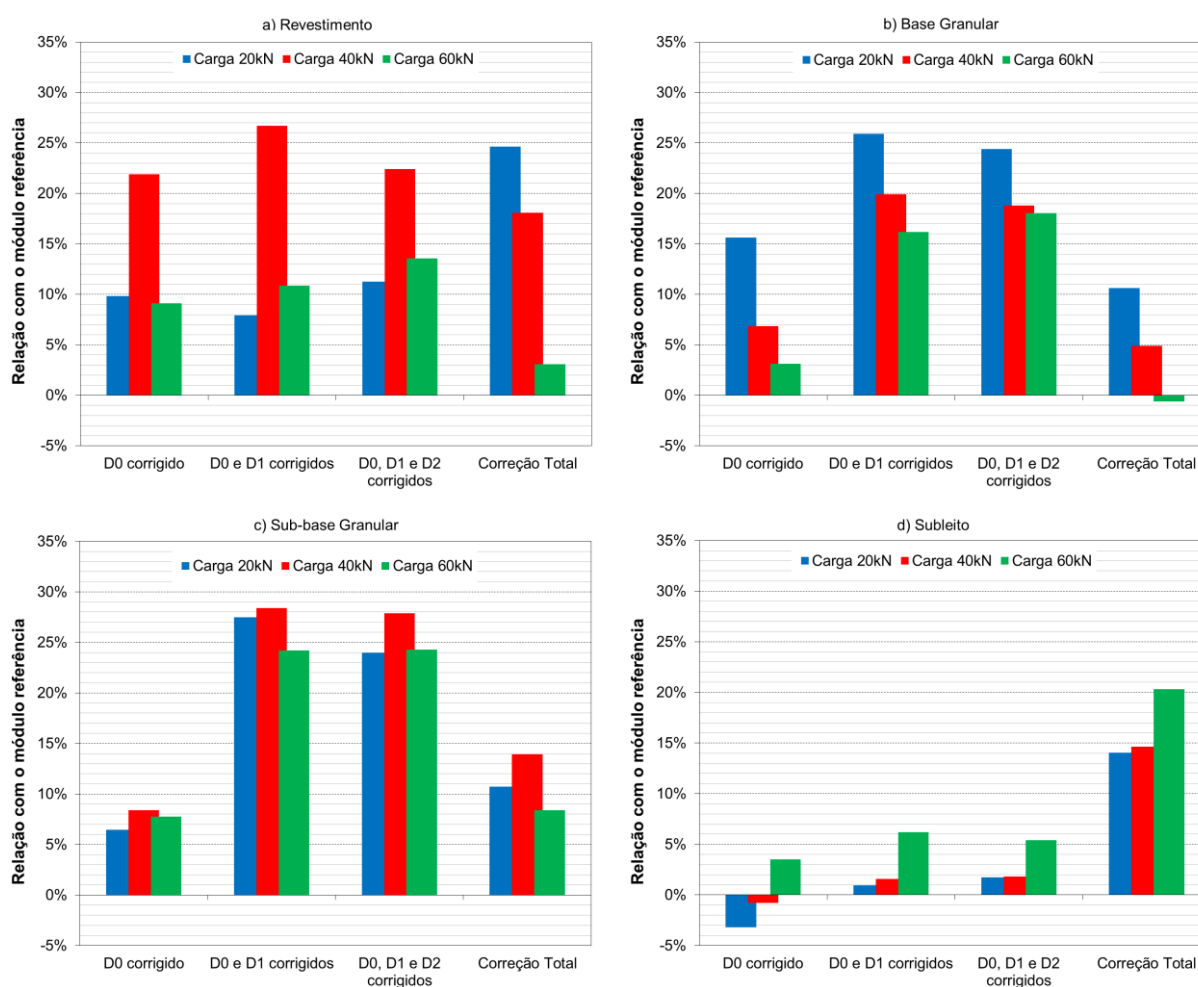 a) Revestimento
Carga 20kN Carga 40kN Carga 60kN
Relação com o módulo referência
35%
30%
25%
20%
15%
10%
5%
0%
-5%
D0 corrigido D0 e D1 corrigidos D0, D1 e D2 corrigidos Correção Total
b) Base Granular
Carga 20kN Carga 40kN Carga 60kN
Relação com o módulo referência
35%
30%
25%
20%
15%
10%
5%
0%
-5%
D0 corrigido D0 e D1 corrigidos D0, D1 e D2 corrigidos Correção Total
c) Sub-base Granular
Carga 20kN Carga 40kN Carga 60kN
Relação com o módulo referência
35%
30%
25%
20%
15%
10%
5%
0%
-5%
D0 corrigido D0 e D1 corrigidos D0, D1 e D2 corrigidos Correção Total
d) Subleito
Carga 20kN Carga 40kN Carga 60kN
Relação com o módulo referência
35%
30%
25%
20%
15%
10%
5%
0%
-5%
D0 corrigido D0 e D1 corrigidos D0, D1 e D2 corrigidos Correção Total